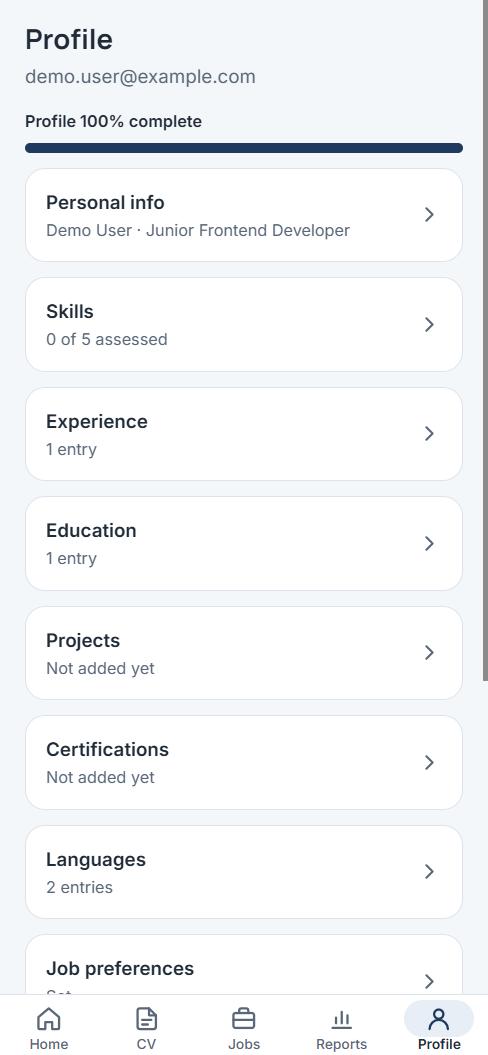 Profile
demo.user@example.com
Profile 100% complete
Personal info
Demo User · Junior Frontend Developer
Skills
0 of 5 assessed
Experience
1 entry
Education
1 entry
Projects
Not added yet
Certifications
Not added yet
Languages
2 entries
Job preferences
Home
CV
Jobs
Reports
Profile